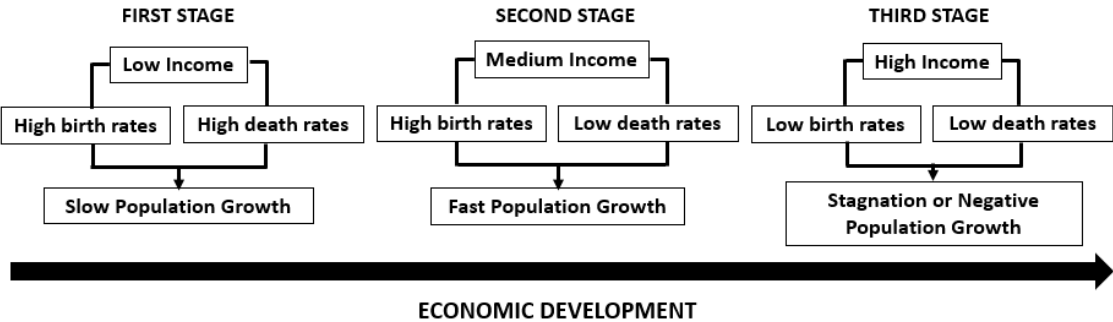 FIRST STAGE
Low Income
High birth rates
High death rates
Slow Population Growth
SECOND STAGE
Medium Income
High birth rates
Low death rates
Fast Population Growth
THIRD STAGE
High Income
Low birth rates
Low death rates
Stagnation or Negative
Population Growth
ECONOMIC DEVELOPMENT